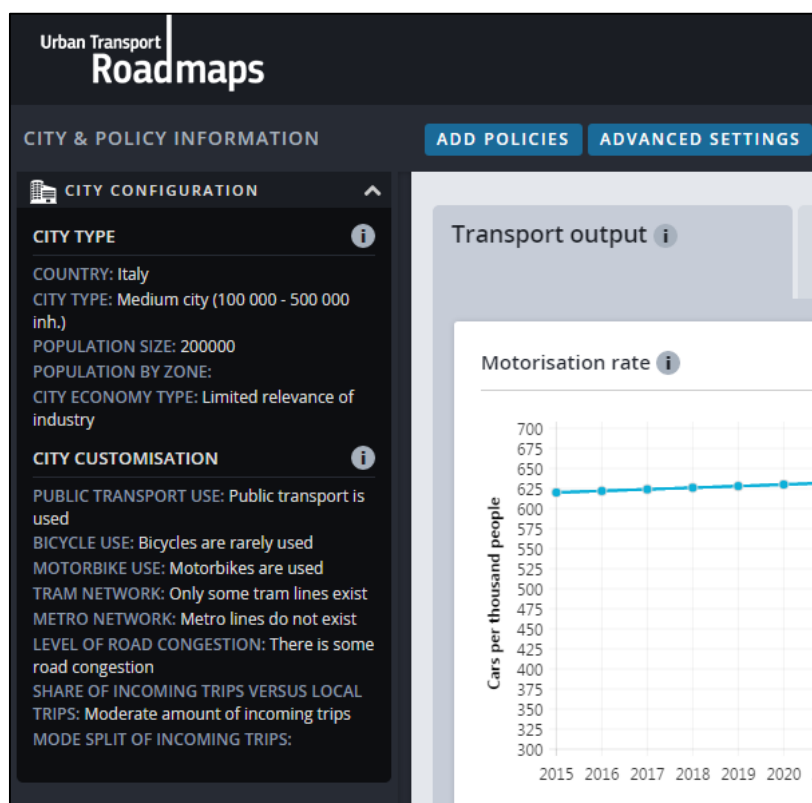 Urban Transport
Roadmaps
CITY & POLICY INFORMATION
ADD POLICIES
ADVANCED SETTINGS
CITY CONFIGURATION
CITY TYPE
COUNTRY: Italy
CITY TYPE: Medium city (100 000 - 500 000
inh.)
POPULATION SIZE: 200000
POPULATION BY ZONE:
CITY ECONOMY TYPE: Limited relevance of
industry
CITY CUSTOMISATION
PUBLIC TRANSPORT USE: Public transport is
used
BICYCLE USE: Bicycles are rarely used
MOTORBIKE USE: Motorbikes are used
TRAM NETWORK: Only some tram lines exist
METRO NETWORK: Metro lines do not exist
LEVEL OF ROAD CONGESTION: There is some
road congestion
SHARE OF INCOMING TRIPS VERSUS LOCAL
TRIPS: Moderate amount of incoming trips
MODE SPLIT OF INCOMING TRIPS:
Transport output
Motorisation rate
Cars per thousand people
700
675
650
625
600
575
550
525
500
475
450
425
400
375
350
325
300
2015 2016 2017 2018 2019 2020